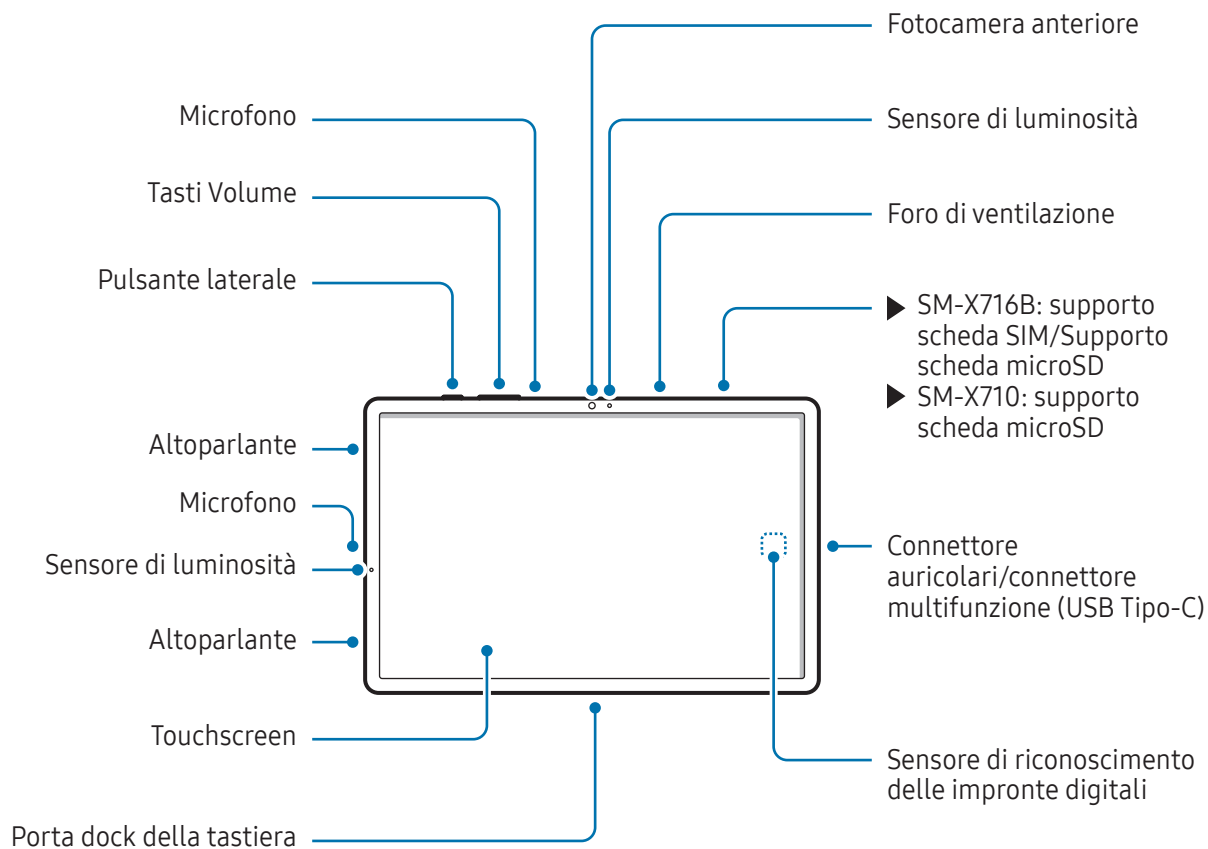 Fotocamera anteriore
Microfono
Sensore di luminosità
Tasti Volume
Foro di ventilazione
Pulsante laterale
SM-X716B: supporto
scheda SIM/Supporto
scheda microSD
SM-X710: supporto
scheda microSD
Altoparlante
Microfono
Sensore di luminosità
Connettore
auricolari/connettore
multifunzione (USB Tipo-C)
Altoparlante
Touchscreen
Sensore di riconoscimento
delle impronte digitali
Porta dock della tastiera